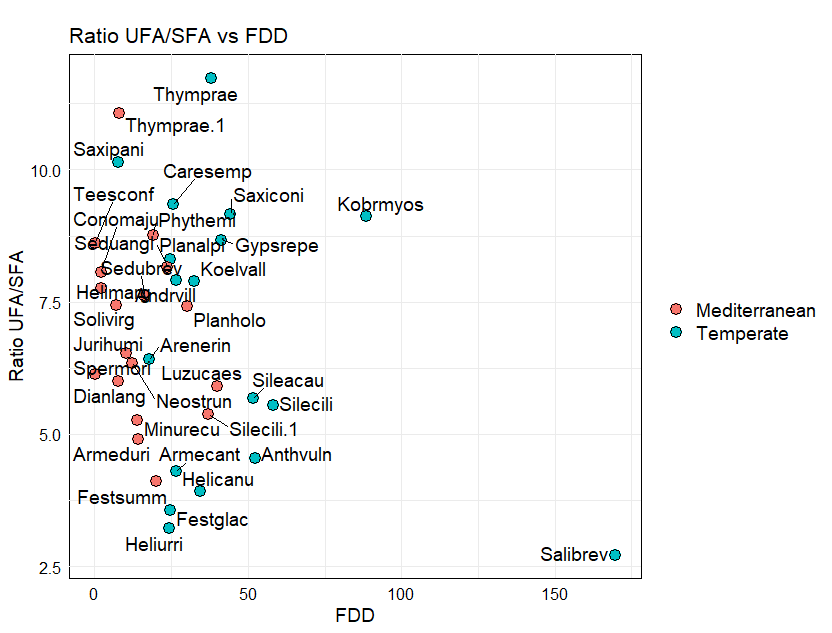 Ratio UFA/SFA vs FDD
Thymprae
Thymprae.1
Saxipani
Caresemp
Teesconf
Saxiconi
Kobrmyos
Conomaju
Phythemi
Seduangl
Planalpi
Gypsrepe
Sedubrev
Koelvall
Hellmang
Andrvill
Solivirg
Planholo
Jurihumi
Arenerin
Spermori
Luzucaes
Sileacau
Dianlang
Neostrun
Silecili
Minurecu
Silecili.1
Armeduri
Armecant
Anthvuln
Helicanu
Festsumm
Festglac
Heliurri
Salibrev
10.0
7.5
5.0
2.5
Ratio UFA/SFA
0
50
100
150
FDD
Mediterranean
Temperate